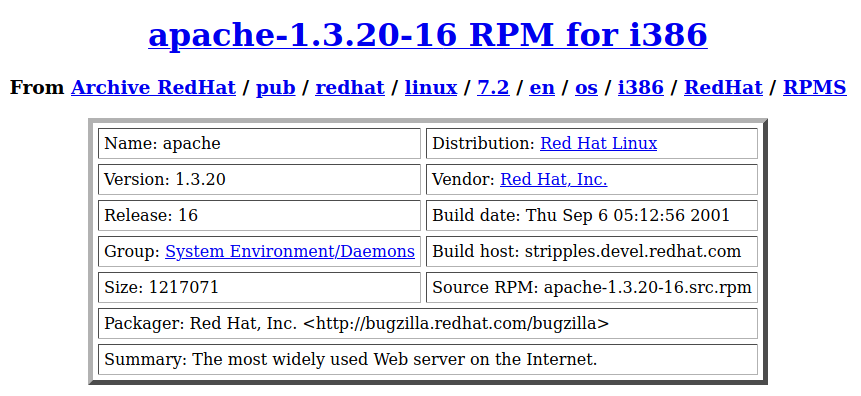 apache-1.3.20-16 RPM for i386
From Archive RedHat / pub / redhat / linux / 7.2 / en / os / i386 / RedHat / RPMS
Name: apache
Distribution: Red Hat Linux
Version: 1.3.20
Vendor: Red Hat, Inc.
Release: 16
Build date: Thu Sep 6 05:12:56 2001
Group: System Environment/Daemons
Build host: stripples.devel.redhat.com
Size: 1217071
Source RPM: apache-1.3.20-16.src.rpm
Packager: Red Hat, Inc. <http://bugzilla.redhat.com/bugzilla>
Summary: The most widely used Web server on the Internet.